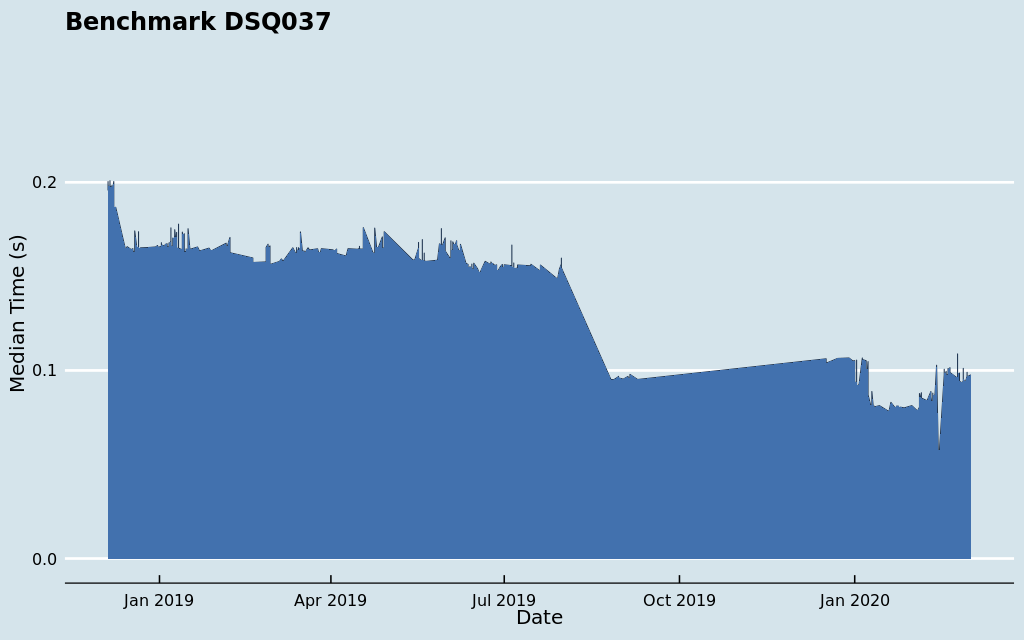 Benchmark DSQ037
Median Time (s)
0.2
0.1
0.0
Jan 2019
Apr 2019
Jul 2019
Oct 2019
Jan 2020
Date